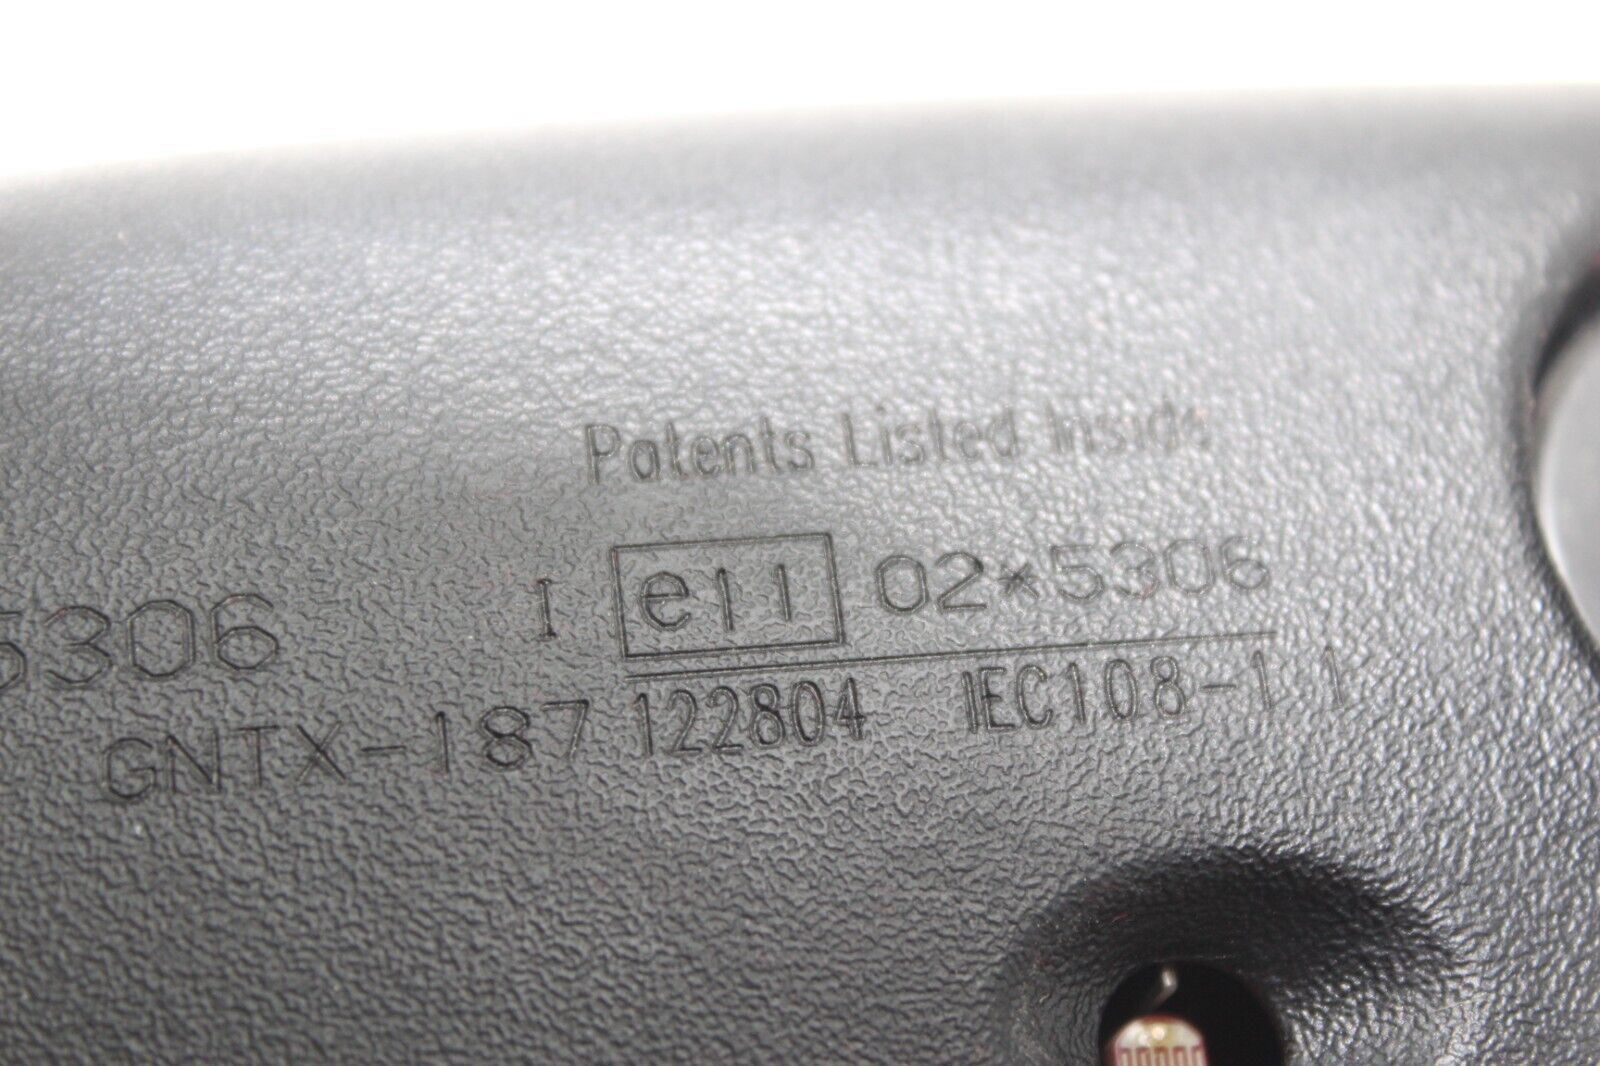 Patents Listed Inside
I e11 02*5306
5306
GNTX-187 122804 IEC108-1 1